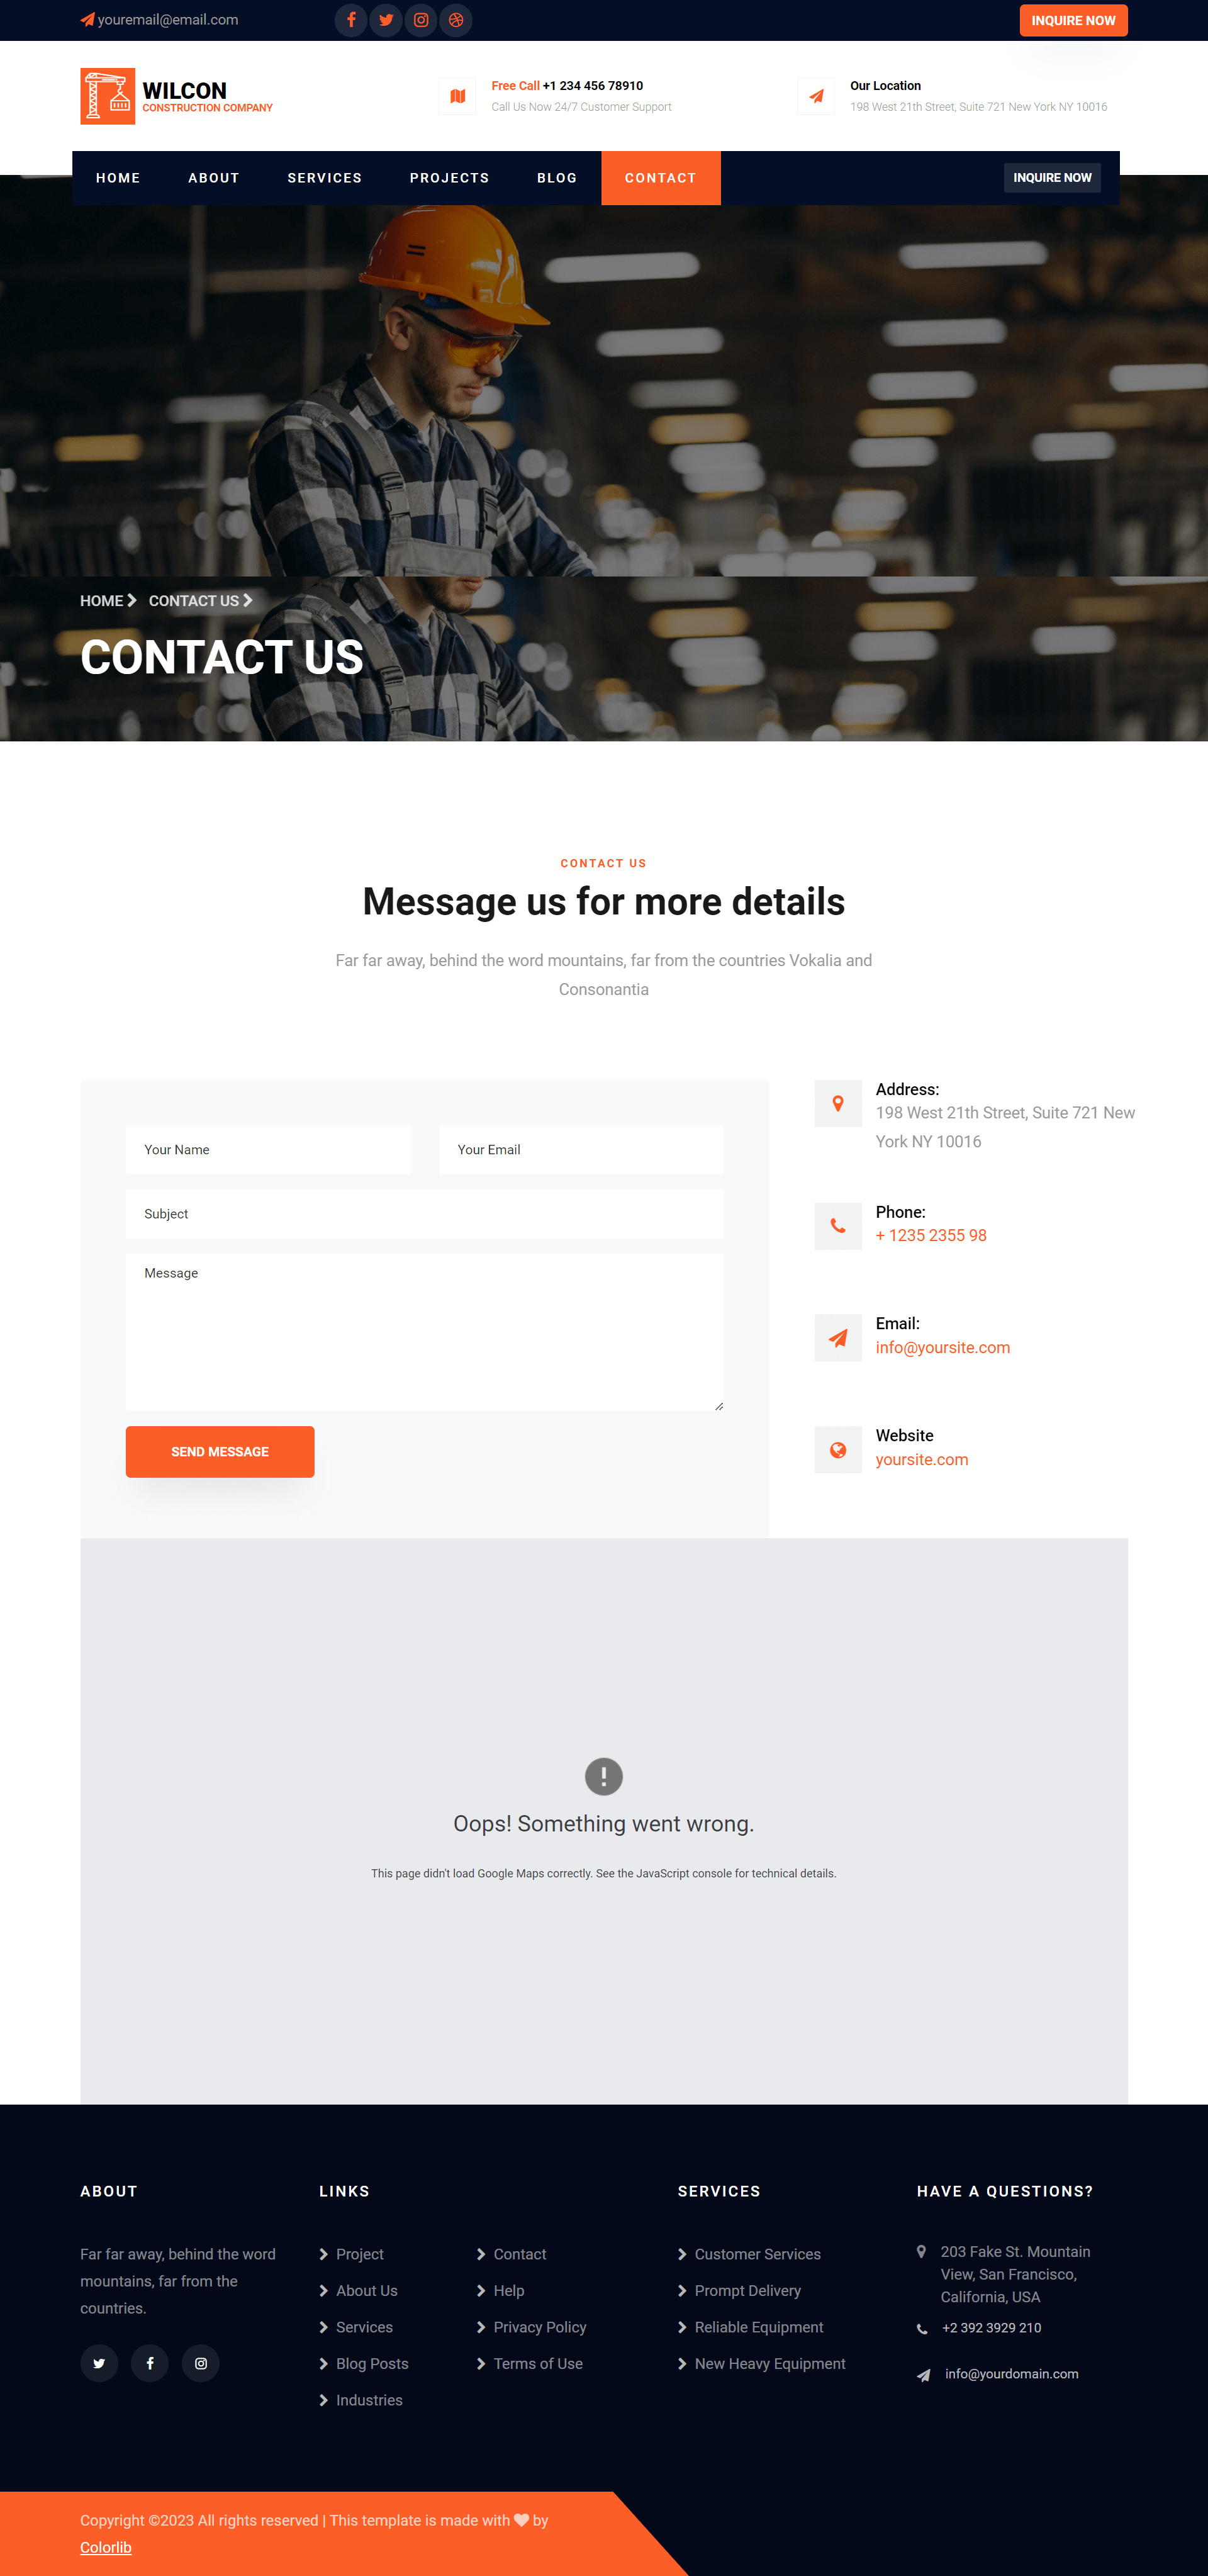 youremail@email.com
INQUIRE NOW
WILCON
CONSTRUCTION COMPANY
Free Call +1 234 456 78910
Call Us Now 24/7 Customer Support
Our Location
198 West 21th Street, Suite 721 New York NY 10016
HOME ABOUT SERVICES PROJECTS BLOG CONTACT INQUIRE NOW
HOME CONTACT US
CONTACT US
CONTACT US
Message us for more details
Far far away, behind the word mountains, far from the countries Vokalia and
Consonantia
Your Name
Your Email
Subject
Message
SEND MESSAGE
Address:
198 West 21th Street, Suite 721 New
York NY 10016
Phone:
+ 1235 2355 98
Email:
info@yoursite.com
Website
yoursite.com
Oops! Something went wrong.
This page didn't load Google Maps correctly. See the JavaScript console for technical details.
ABOUT
Far far away, behind the word
mountains, far from the
countries.
LINKS
Project
About Us
Services
Blog Posts
Industries
Contact
Help
Privacy Policy
Terms of Use
SERVICES
Customer Services
Prompt Delivery
Reliable Equipment
New Heavy Equipment
HAVE A QUESTIONS?
203 Fake St. Mountain
View, San Francisco,
California, USA
+2 392 3929 210
info@yourdomain.com
Copyright ©2023 All rights reserved | This template is made with by
Colorlib